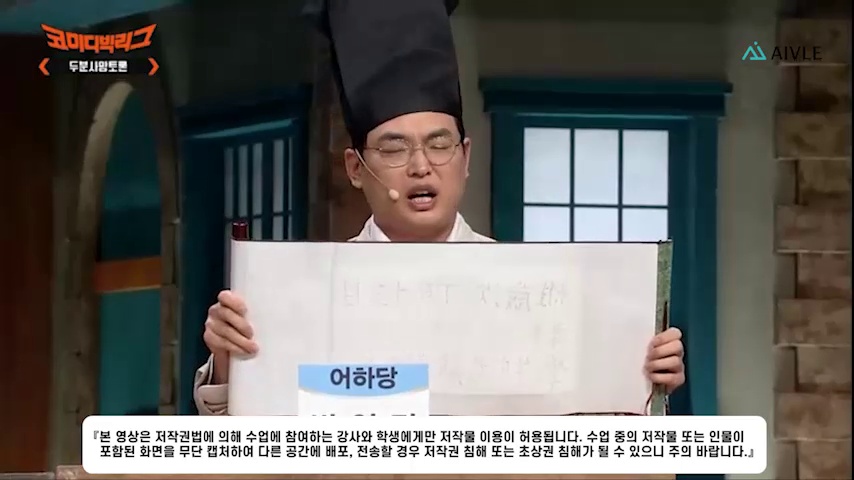 코미디빅리그
두분사망토론
AIVLE
어하당
『본 영상은 저작권법에 의해 수업에 참여하는 강사와 학생에게만 저작물 이용이 허용됩니다. 수업 중의 저작물 또는 인물이
포함된 화면을 무단 캡처하여 다른 공간에 배포, 전송할 경우 저작권 침해 또는 초상권 침해가 될 수 있으니 주의 바랍니다.』